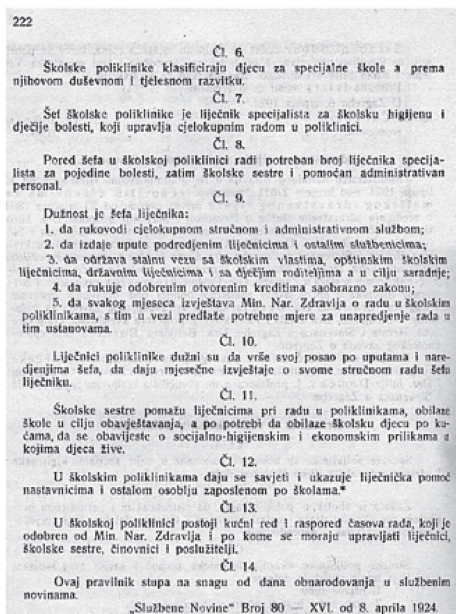 222
Čl. 6.
Školske poliklinike klasificiraju djecu za specijalne škole a prema
njihovom duševnom i tjelesnom razvitku.
Čl. 7.
Šef školske poliklinike je liječnik specijalista za školsku higijenu i
dječije bolesti, koji upravlja cjelokupnim radom u poliklinici.
Čl. 8.
Pored šefa u školskoj poliklinici radi potreban broj liječnika specija-
lista za pojedine bolesti, zatim školske sestre i pomoćan administrativan
personal.
Čl. 9.
Dužnost je šefa liječnika:
1. da rukovodi cjelokupnom stručnom i administrativnom službom;
2. da izdaje upute podredjenim liječnicima i ostalim službenicima;
3. da održava stalnu vezu sa školskim vlastima, opštinskim školskim
liječnicima, državnim liječnicima i sa dječjim roditeljima a u cilju saradnje;
4. da rukuje odobrenim otvorenim kreditima saobrazno zakonu;
5. da svakog mjeseca izvještava Min. Nar. Zdravlja o radu u školskim
poliklinikama, s tim u vezi predlaže potrebne mjere za unapredjenje rada u
tim ustanovama.
Čl. 10.
Liječnici poliklinike dužni su da vrše svoj posao po uputama i nare-
djenjima šefa, da daju mjesečne izvještaje o svome stručnom radu šefu
liječniku.
Čl. 11.
Školske sestre pomažu liječnicima pri radu u poliklinikama, obilaze
škole u cilju obavještavanja, a po potrebi da obilaze školsku djecu po ku-
ćama, da se obavijeste o socijalno-higijenskim i ekonomskim prilikama u
kojima djeca žive.
Čl. 12.
U školskim poliklinikama daju se savjeti i ukazuje liječnička pomoć
nastavnicima i ostalom osoblju zaposlenom po školama.*
Čl. 13.
U školskoj poliklinici postoji kućni red i raspored časova rada, koji je
odobren od Min. Nar. Zdravlja i po kome se moraju upravljati liječnici,
školske sestre, činovnici i poslužitelji.
Čl. 14.
Ovaj pravilnik stupa na snagu od dana obnarodovanja u službenim
novinama.
„Službene Novine“ Broj 80 — XVI. od 8. aprila 1924.